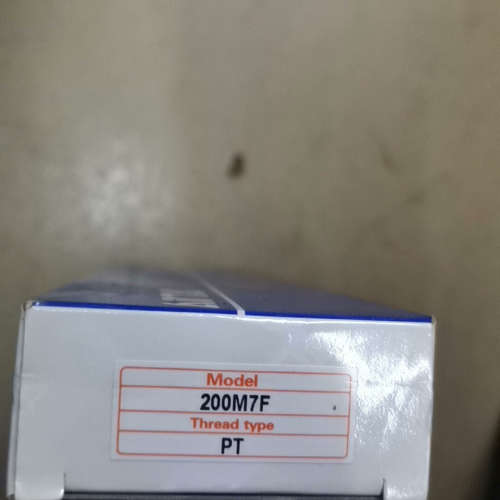 Model
200M7F
Thread type
PT